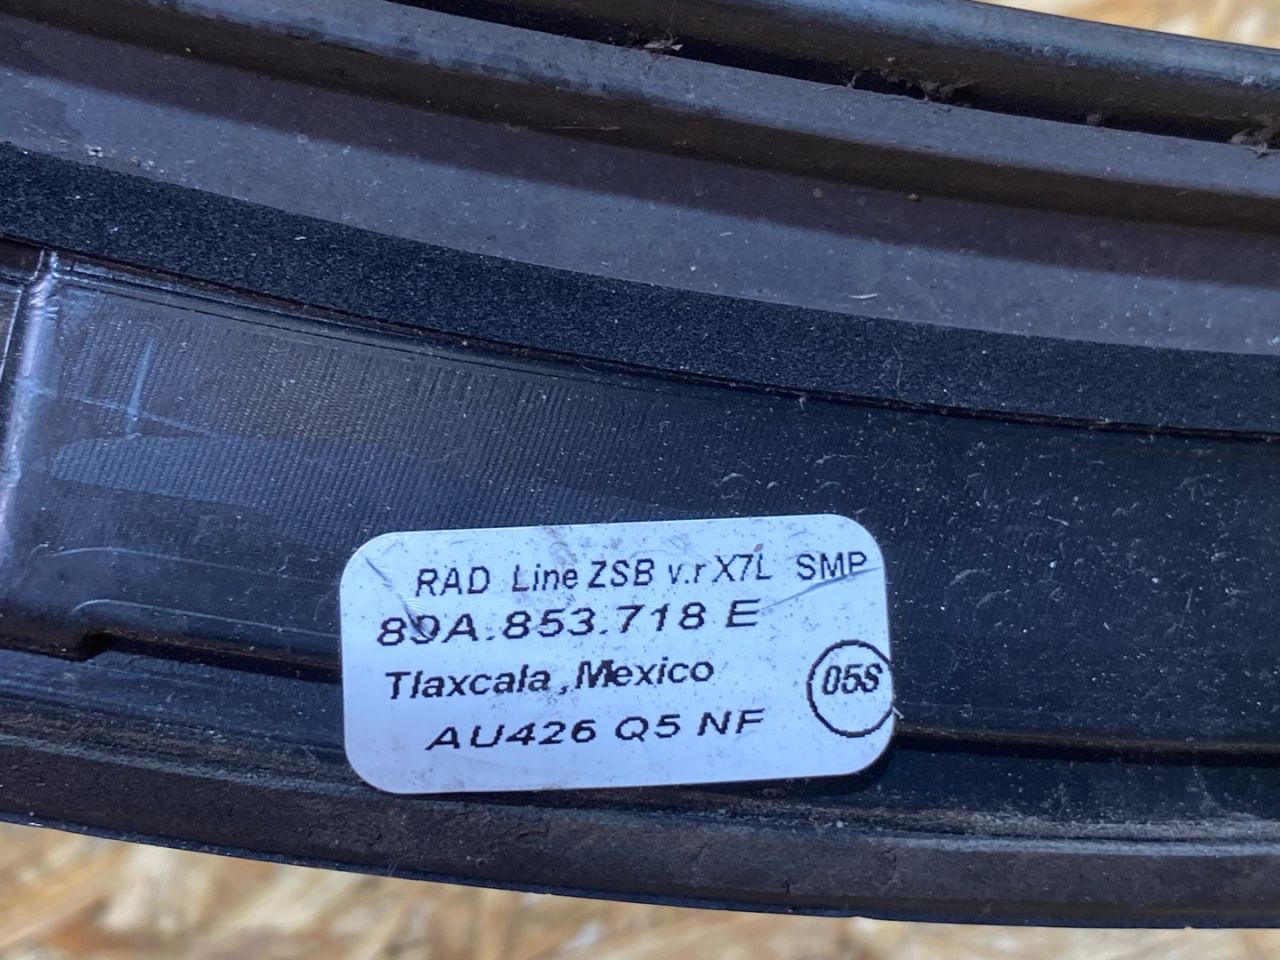 RAD Line ZSB v.r X7L SMP
80A.853.718 E
Tlaxcala ,Mexico
05S
AU426 Q5 NF